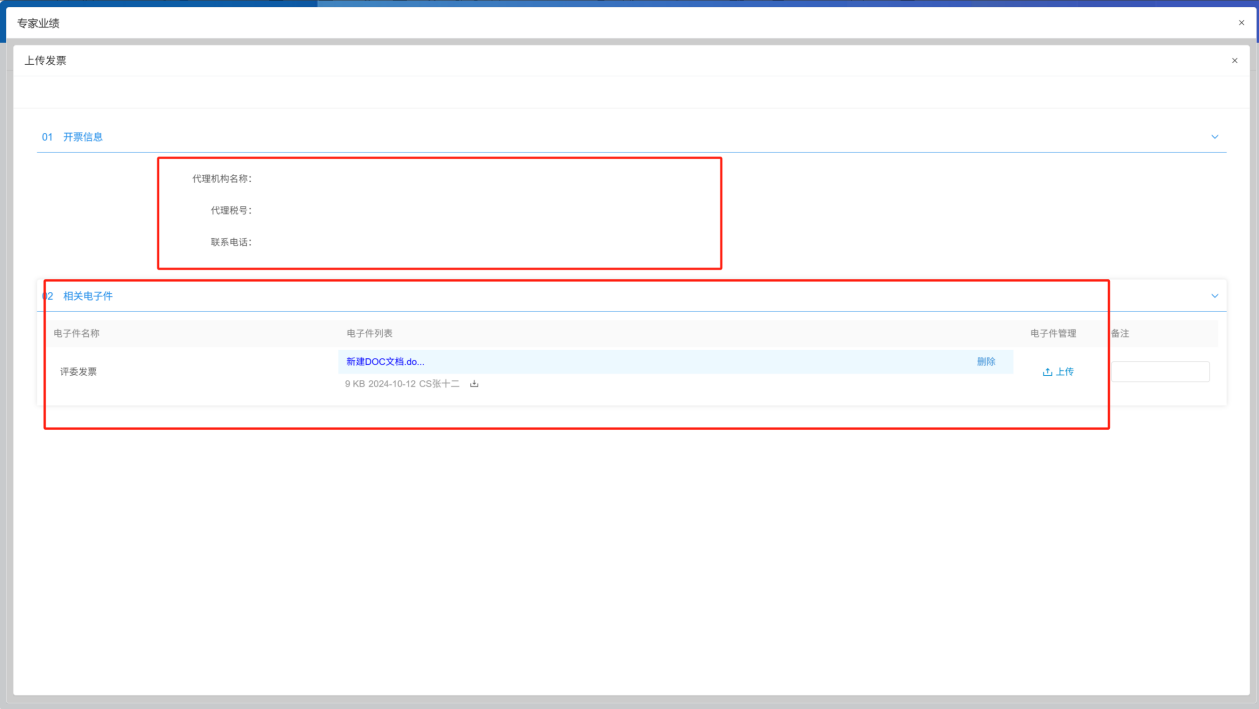 专家业绩 ×
上传发票 ×
01 开票信息
代理机构名称:
代理税号:
联系电话:
02 相关电子件
电子件名称 电子件列表 电子件管理 备注
新建DOC文档.do... 删除
评委发票 上传
9 KB 2024-10-12 CS张十二